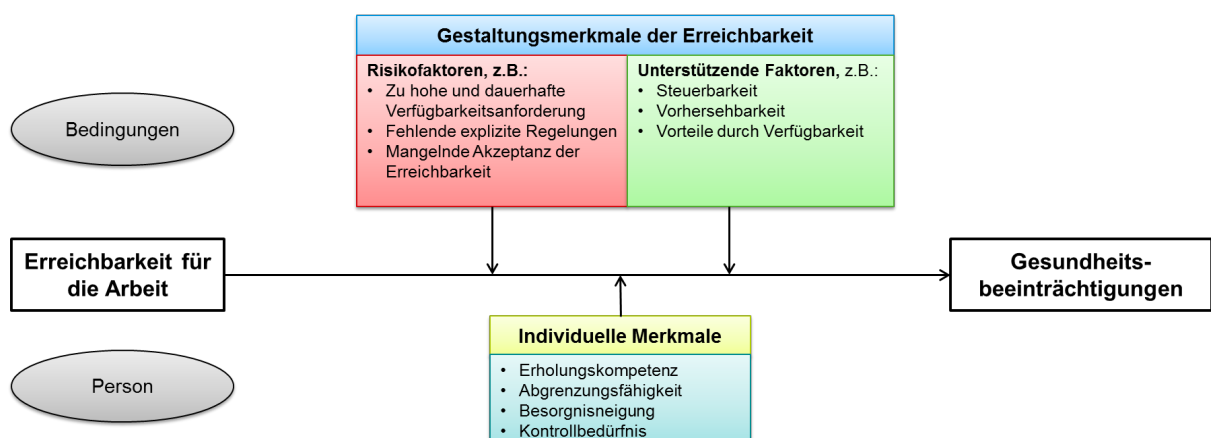 Gestaltungsmerkmale der Erreichbarkeit
Risikofaktoren, z.B.:
• Zu hohe und dauerhafte
Verfügbarkeitsanforderung
• Fehlende explizite Regelungen
• Mangelnde Akzeptanz der
Erreichbarkeit
Unterstützende Faktoren, z.B.:
• Steuerbarkeit
• Vorhersehbarkeit
• Vorteile durch Verfügbarkeit
Bedingungen
Erreichbarkeit für
die Arbeit
Gesundheits-
beeinträchtigungen
Individuelle Merkmale
• Erholungskompetenz
• Abgrenzungsfähigkeit
• Besorgnisneigung
• Kontrollbedürfnis
Person